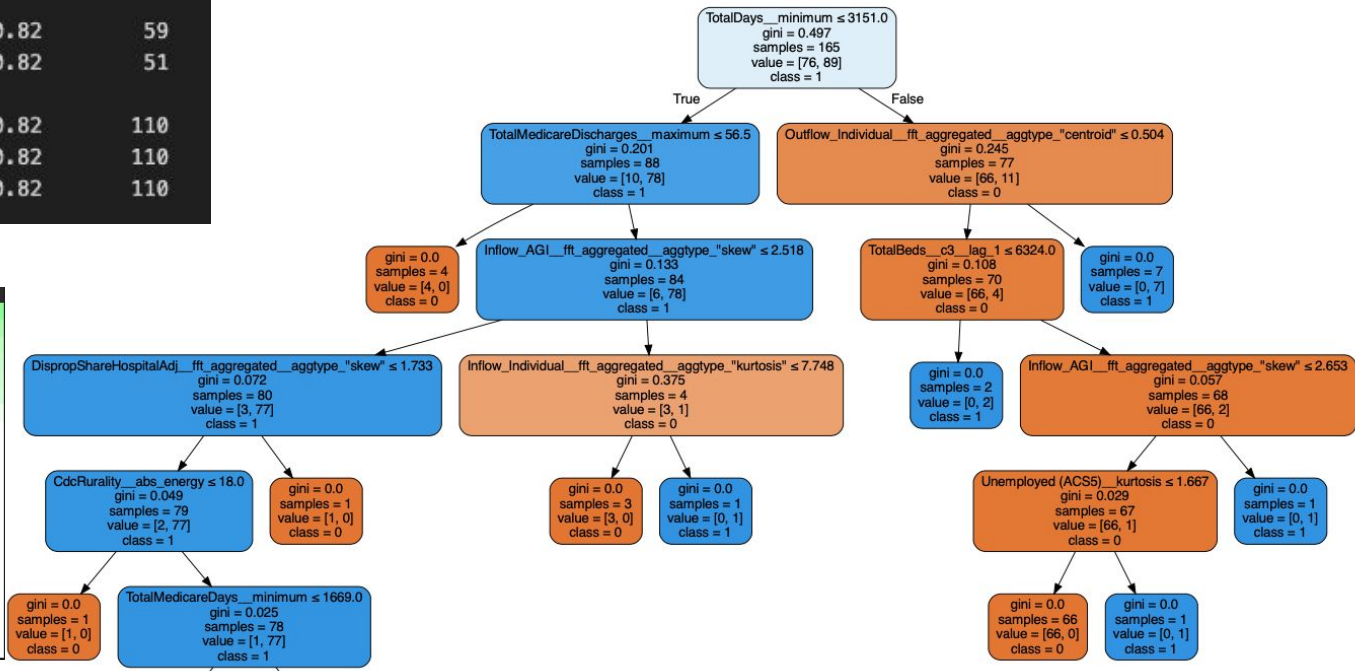 0.82 59
0.82 51
0.82 110
0.82 110
0.82 110
TotalDays__minimum ≤ 3151.0
gini = 0.497
samples = 165
value = [76, 89]
class = 1
True
False
TotalMedicareDischarges__maximum ≤ 56.5
gini = 0.201
samples = 88
value = [10, 78]
class = 1
Outflow_Individual__fft_aggregated__aggtype_"centroid" ≤ 0.504
gini = 0.245
samples = 77
value = [66, 11]
class = 0
gini = 0.0
samples = 4
value = [4, 0]
class = 0
Inflow_AGI__fft_aggregated__aggtype_"skew" ≤ 2.518
gini = 0.133
samples = 84
value = [6, 78]
class = 1
TotalBeds__c3__lag_1 ≤ 6324.0
gini = 0.108
samples = 70
value = [66, 4]
class = 0
gini = 0.0
samples = 7
value = [0, 7]
class = 1
DispropShareHospitalAdj__fft_aggregated__aggtype_"skew" ≤ 1.733
gini = 0.072
samples = 80
value = [3, 77]
class = 1
Inflow_Individual__fft_aggregated__aggtype_"kurtosis" ≤ 7.748
gini = 0.375
samples = 4
value = [3, 1]
class = 0
gini = 0.0
samples = 2
value = [0, 2]
class = 1
Inflow_AGI__fft_aggregated__aggtype_"skew" ≤ 2.653
gini = 0.057
samples = 68
value = [66, 2]
class = 0
CdcRurality__abs_energy ≤ 18.0
gini = 0.049
samples = 79
value = [2, 77]
class = 1
gini = 0.0
samples = 1
value = [1, 0]
class = 0
gini = 0.0
samples = 3
value = [3, 0]
class = 0
gini = 0.0
samples = 1
value = [0, 1]
class = 1
Unemployed (ACS5)__kurtosis ≤ 1.667
gini = 0.029
samples = 67
value = [66, 1]
class = 0
gini = 0.0
samples = 1
value = [0, 1]
class = 1
gini = 0.0
samples = 1
value = [1, 0]
class = 0
TotalMedicareDays__minimum ≤ 1669.0
gini = 0.025
samples = 78
value = [1, 77]
class = 1
gini = 0.0
samples = 66
value = [66, 0]
class = 0
gini = 0.0
samples = 1
value = [0, 1]
class = 1